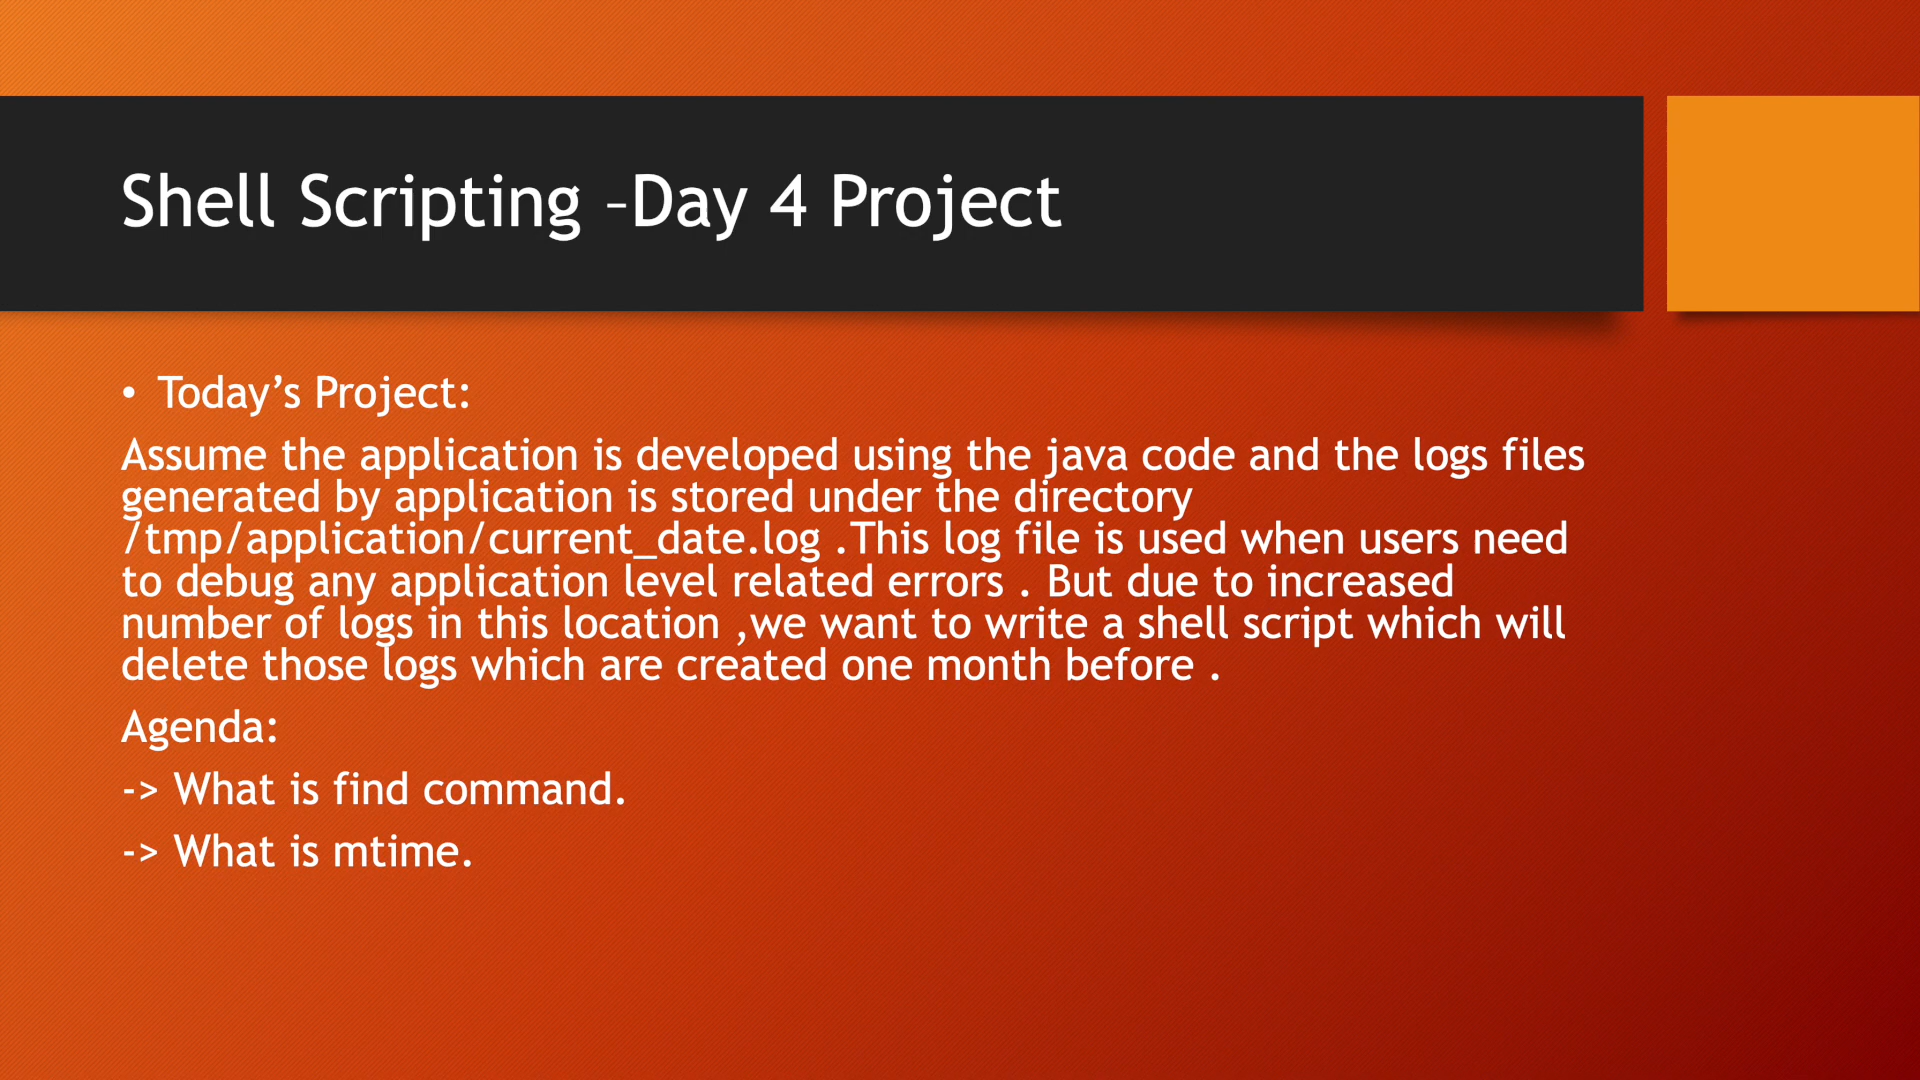 Shell Scripting –Day 4 Project
• Today’s Project:
Assume the application is developed using the java code and the logs files
generated by application is stored under the directory
/tmp/application/current_date.log .This log file is used when users need
to debug any application level related errors . But due to increased
number of logs in this location ,we want to write a shell script which will
delete those logs which are created one month before .
Agenda:
-> What is find command.
-> What is mtime.